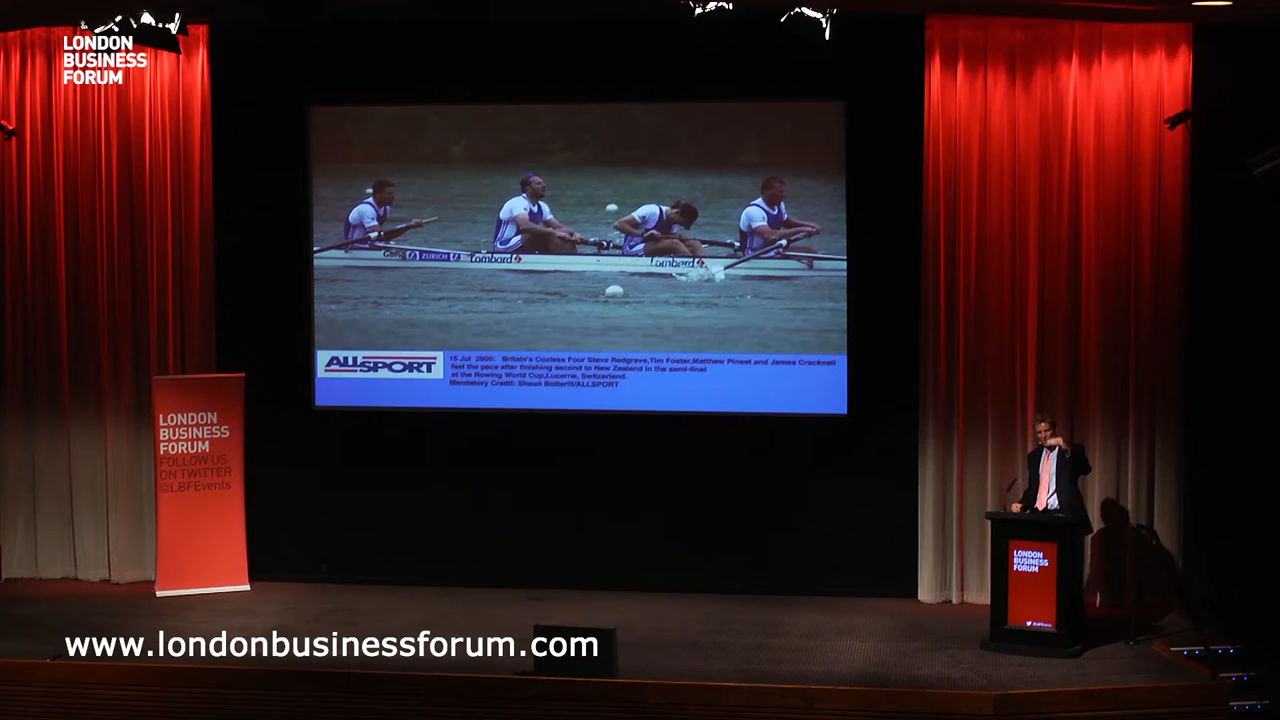 LONDON
BUSINESS
FORUM
Lombard
Lombard
ZURICH
ALLSPORT
15 Jul 2000: Britain's Coxless Four Steve Redgrave,Tim Foster,Matthew Pinset and James Cracknell
feel the pace after finishing second to New Zealand in the semi-final
at the Rowing World Cup,Lucerne, Switzerland.
Mandatory Credit: Shaun Botterill/ALLSPORT
LONDON
BUSINESS
FORUM
FOLLOW US
ON TWITTER
@LBFEvents
LONDON
BUSINESS
FORUM
www.londonbusinessforum.com